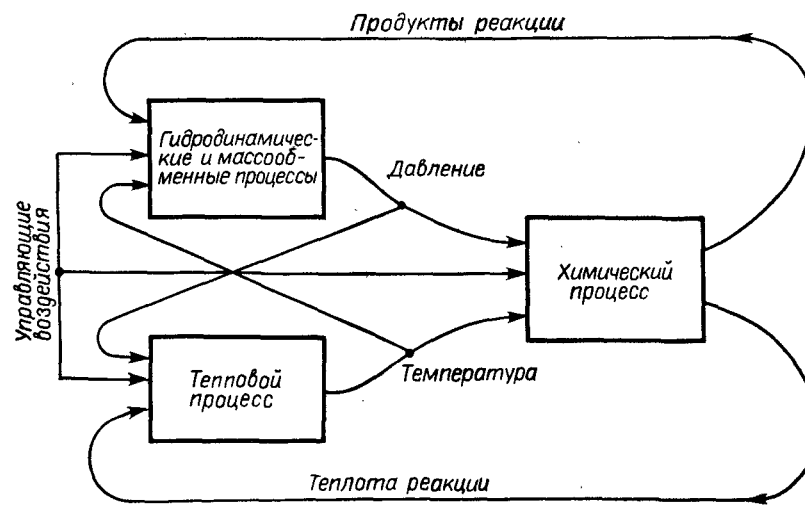 Продукты реакции
Гидродинамичес-
кие и массооб-
менные процессы
Давление
Управляющие
воздействия
Химический
процесс
Тепловой
процесс
Температура
Теплота реакции